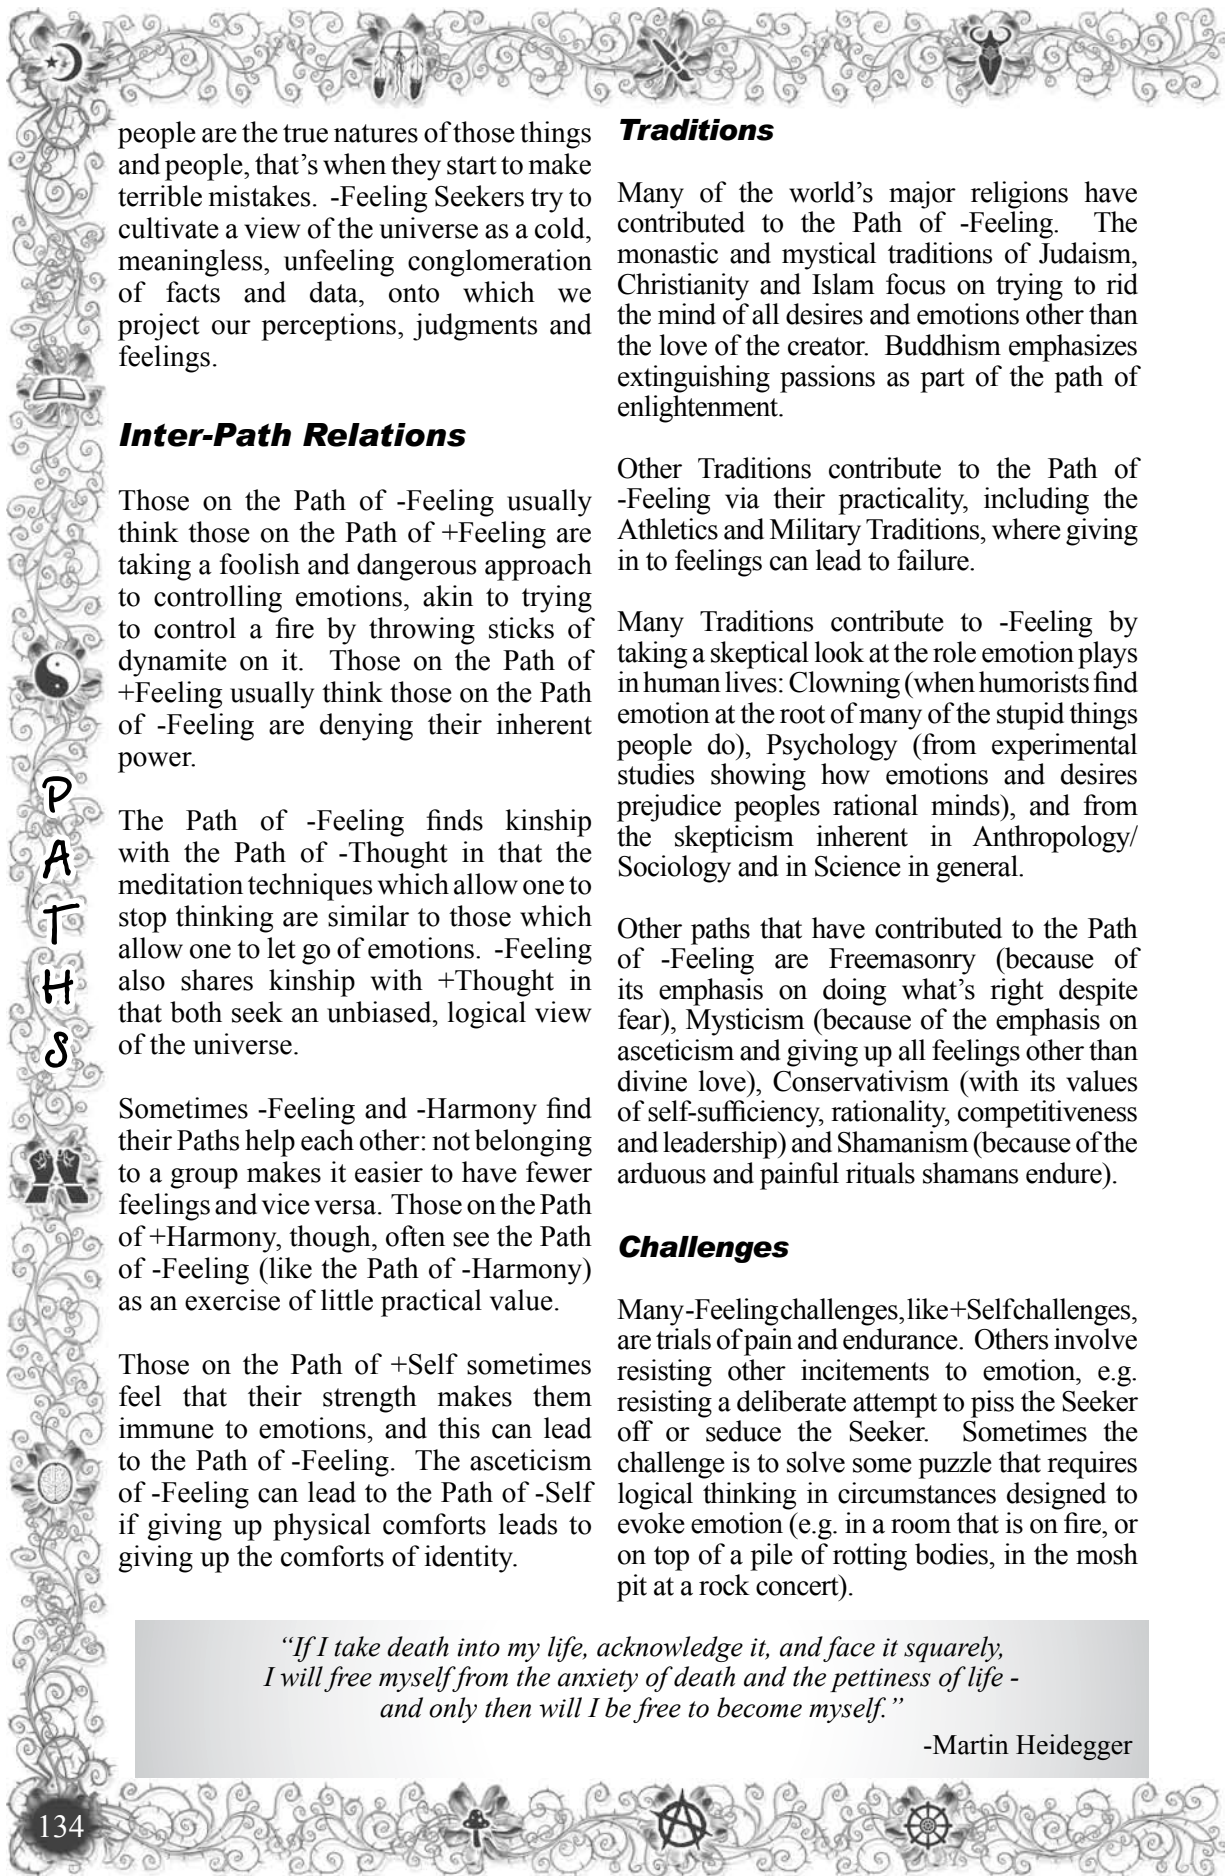 people are the true natures of those things
and people, that’s when they start to make
terrible mistakes.  -Feeling Seekers try to
cultivate a view of the universe as a cold,
meaningless, unfeeling conglomeration
of facts and data, onto which we
project our perceptions, judgments and
feelings.
Inter-Path Relations
Those on the Path of -Feeling usually
think those on the Path of +Feeling are
taking a foolish and dangerous approach
to controlling emotions, akin to trying
to control a fire by throwing sticks of
dynamite on it.  Those on the Path of
+Feeling usually think those on the Path
of -Feeling are denying their inherent
power.
The Path of -Feeling finds kinship
with the Path of -Thought in that the
meditation techniques which allow one to
stop thinking are similar to those which
allow one to let go of emotions.  -Feeling
also shares kinship with +Thought in
that both seek an unbiased, logical view
of the universe.
Sometimes -Feeling and -Harmony find
their Paths help each other: not belonging
to a group makes it easier to have fewer
feelings and vice versa.  Those on the Path
of +Harmony, though, often see the Path
of -Feeling (like the Path of -Harmony)
as an exercise of little practical value.
Those on the Path of +Self sometimes
feel that their strength makes them
immune to emotions, and this can lead
to the Path of -Feeling.  The asceticism
of -Feeling can lead to the Path of -Self
if giving up physical comforts leads to
giving up the comforts of identity.
Traditions
Many of the world’s major religions have
contributed to the Path of -Feeling.  The
monastic and mystical traditions of Judaism,
Christianity and Islam focus on trying to rid
the mind of all desires and emotions other than
the love of the creator.  Buddhism emphasizes
extinguishing passions as part of the path of
enlightenment.
Other Traditions contribute to the Path of
-Feeling via their practicality, including the
Athletics and Military Traditions, where giving
in to feelings can lead to failure.
Many Traditions contribute to -Feeling by
taking a skeptical look at the role emotion plays
in human lives: Clowning (when humorists find
emotion at the root of many of the stupid things
people do), Psychology (from experimental
studies showing how emotions and desires
prejudice peoples rational minds), and from
the skepticism inherent in Anthropology/
Sociology and in Science in general.
Other paths that have contributed to the Path
of -Feeling are Freemasonry (because of
its emphasis on doing what’s right despite
fear), Mysticism (because of the emphasis on
asceticism and giving up all feelings other than
divine love), Conservativism (with its values
of self-sufficiency, rationality, competitiveness
and leadership) and Shamanism (because of the
arduous and painful rituals shamans endure).
Challenges
Many -Feeling challenges, like +Self challenges,
are trials of pain and endurance.  Others involve
resisting other incitements to emotion, e.g.
resisting a deliberate attempt to piss the Seeker
off or seduce the Seeker.  Sometimes the
challenge is to solve some puzzle that requires
logical thinking in circumstances designed to
evoke emotion (e.g. in a room that is on fire, or
on top of a pile of rotting bodies, in the mosh
pit at a rock concert).
“If I take death into my life, acknowledge it, and face it squarely,
I will free myself from the anxiety of death and the pettiness of life -
and only then will I be free to become myself.”
-Martin Heidegger
P
A
T
H
S
134